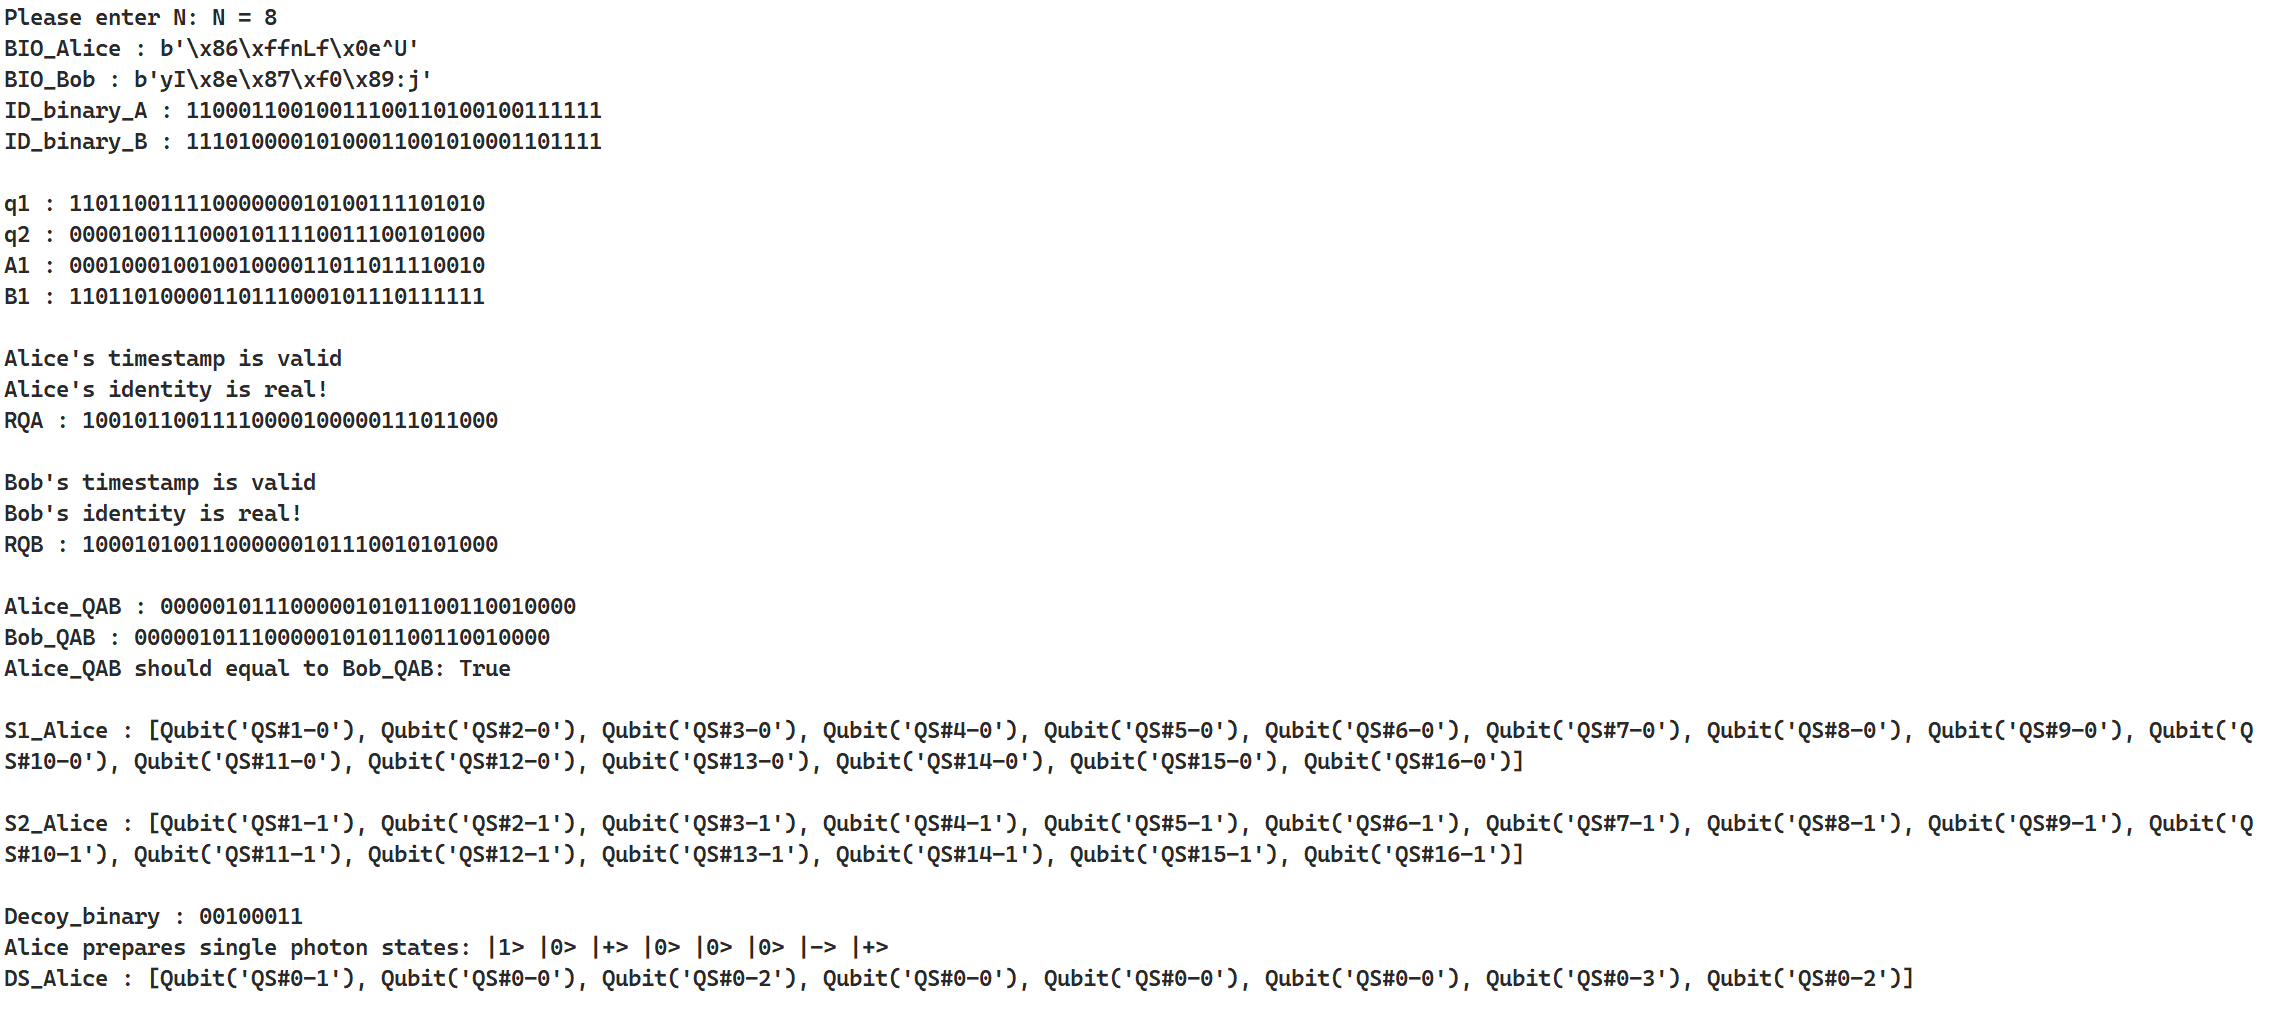 Please enter N: N = 8
BIO_Alice : b'\x86\xffnLf\x0e^U'
BIO_Bob : b'yI\x8e\x87\xf0\x89:j'
ID_binary_A : 11000110010011100110100100111111
ID_binary_B : 11101000010100011001010001101111
q1 : 11011001111000000010100111101010
q2 : 00001001110001011110011100101000
A1 : 00010001001001000011011011110010
B1 : 11011010000110111000101110111111
Alice's timestamp is valid
Alice's identity is real!
RQA : 10010110011110000100000111011000
Bob's timestamp is valid
Bob's identity is real!
RQB : 10001010011000000101110010101000
Alice_QAB : 00000101110000010101100110010000
Bob_QAB : 00000101110000010101100110010000
Alice_QAB should equal to Bob_QAB: True
S1_Alice : [Qubit('QS#1-0'), Qubit('QS#2-0'), Qubit('QS#3-0'), Qubit('QS#4-0'), Qubit('QS#5-0'), Qubit('QS#6-0'), Qubit('QS#7-0'), Qubit('QS#8-0'), Qubit('QS#9-0'), Qubit('Q
S#10-0'), Qubit('QS#11-0'), Qubit('QS#12-0'), Qubit('QS#13-0'), Qubit('QS#14-0'), Qubit('QS#15-0'), Qubit('QS#16-0')]
S2_Alice : [Qubit('QS#1-1'), Qubit('QS#2-1'), Qubit('QS#3-1'), Qubit('QS#4-1'), Qubit('QS#5-1'), Qubit('QS#6-1'), Qubit('QS#7-1'), Qubit('QS#8-1'), Qubit('QS#9-1'), Qubit('Q
S#10-1'), Qubit('QS#11-1'), Qubit('QS#12-1'), Qubit('QS#13-1'), Qubit('QS#14-1'), Qubit('QS#15-1'), Qubit('QS#16-1')]
Decoy_binary : 00100011
Alice prepares single photon states: |1> |0> |+> |0> |0> |0> |-> |+>
DS_Alice : [Qubit('QS#0-1'), Qubit('QS#0-0'), Qubit('QS#0-2'), Qubit('QS#0-0'), Qubit('QS#0-0'), Qubit('QS#0-0'), Qubit('QS#0-3'), Qubit('QS#0-2')]